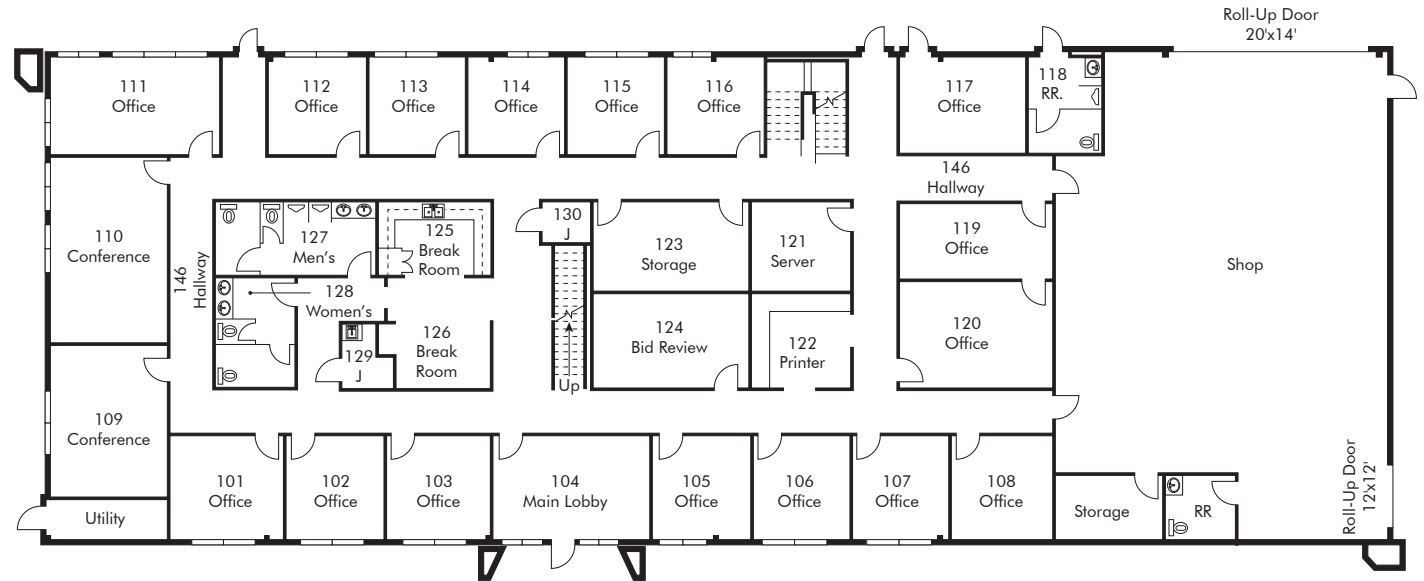 Roll-Up Door
20'x14'
111
Office
112
Office
113
Office
114
Office
115
Office
116
Office
117
Office
118
RR.
146
Hallway
110
Conference
146
Hallway
127
Men's
125
Break
Room
130
J
123
Storage
121
Server
119
Office
Shop
128
Women's
129
J
126
Break
Room
Up
124
Bid Review
122
Printer
120
Office
109
Conference
101
Office
102
Office
103
Office
104
Main Lobby
105
Office
106
Office
107
Office
108
Office
Storage
RR
Roll-Up Door
12'x12'
Utility